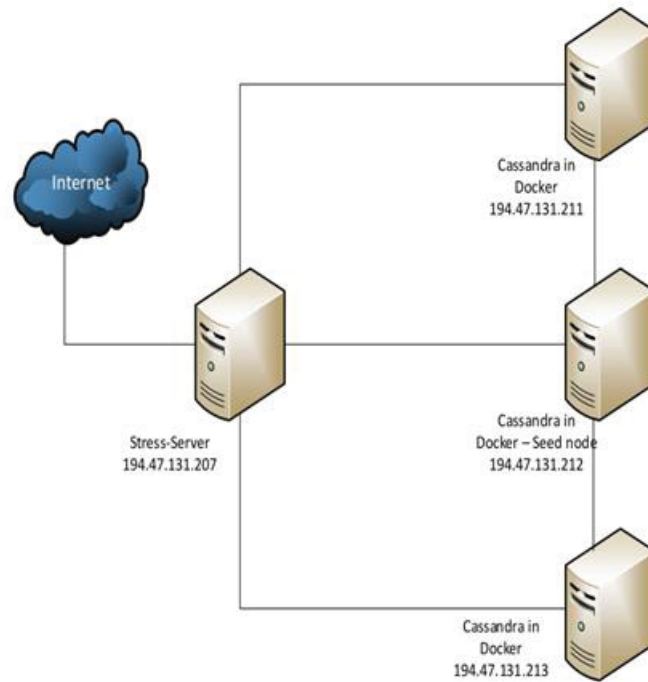 Internet
Cassandra in
Docker
194.47.131.211
Stress-Server
194.47.131.207
Cassandra in
Docker – Seed node
194.47.131.212
Cassandra in
Docker
194.47.131.213